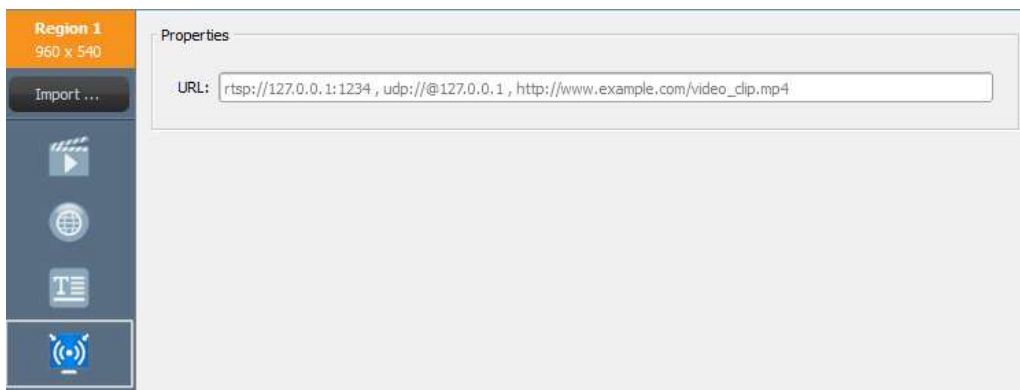 Region 1
960 x 540
Import ...
Properties
URL: rtsp://127.0.0.1:1234 , udp://@127.0.0.1 , http://www.example.com/video_clip.mp4
T